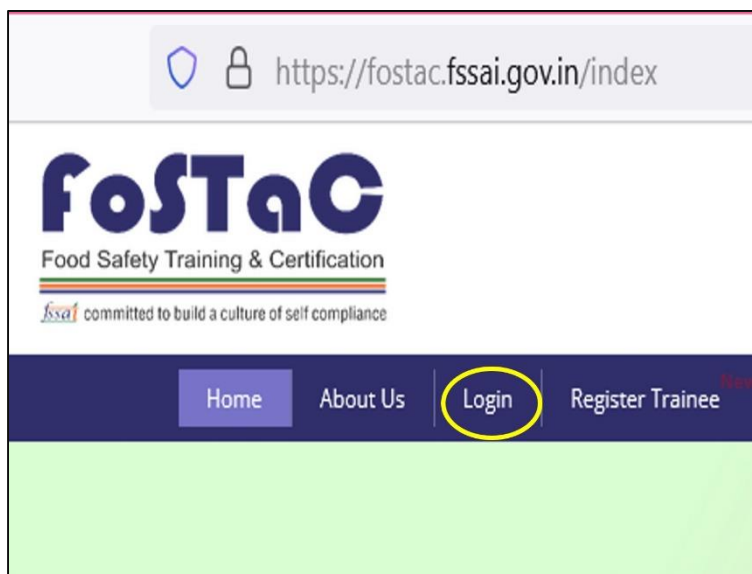 https://fostac.fssai.gov.in/index
FoSTaC
Food Safety Training & Certification
fssai committed to build a culture of self compliance
New
Home About Us Login Register Trainee